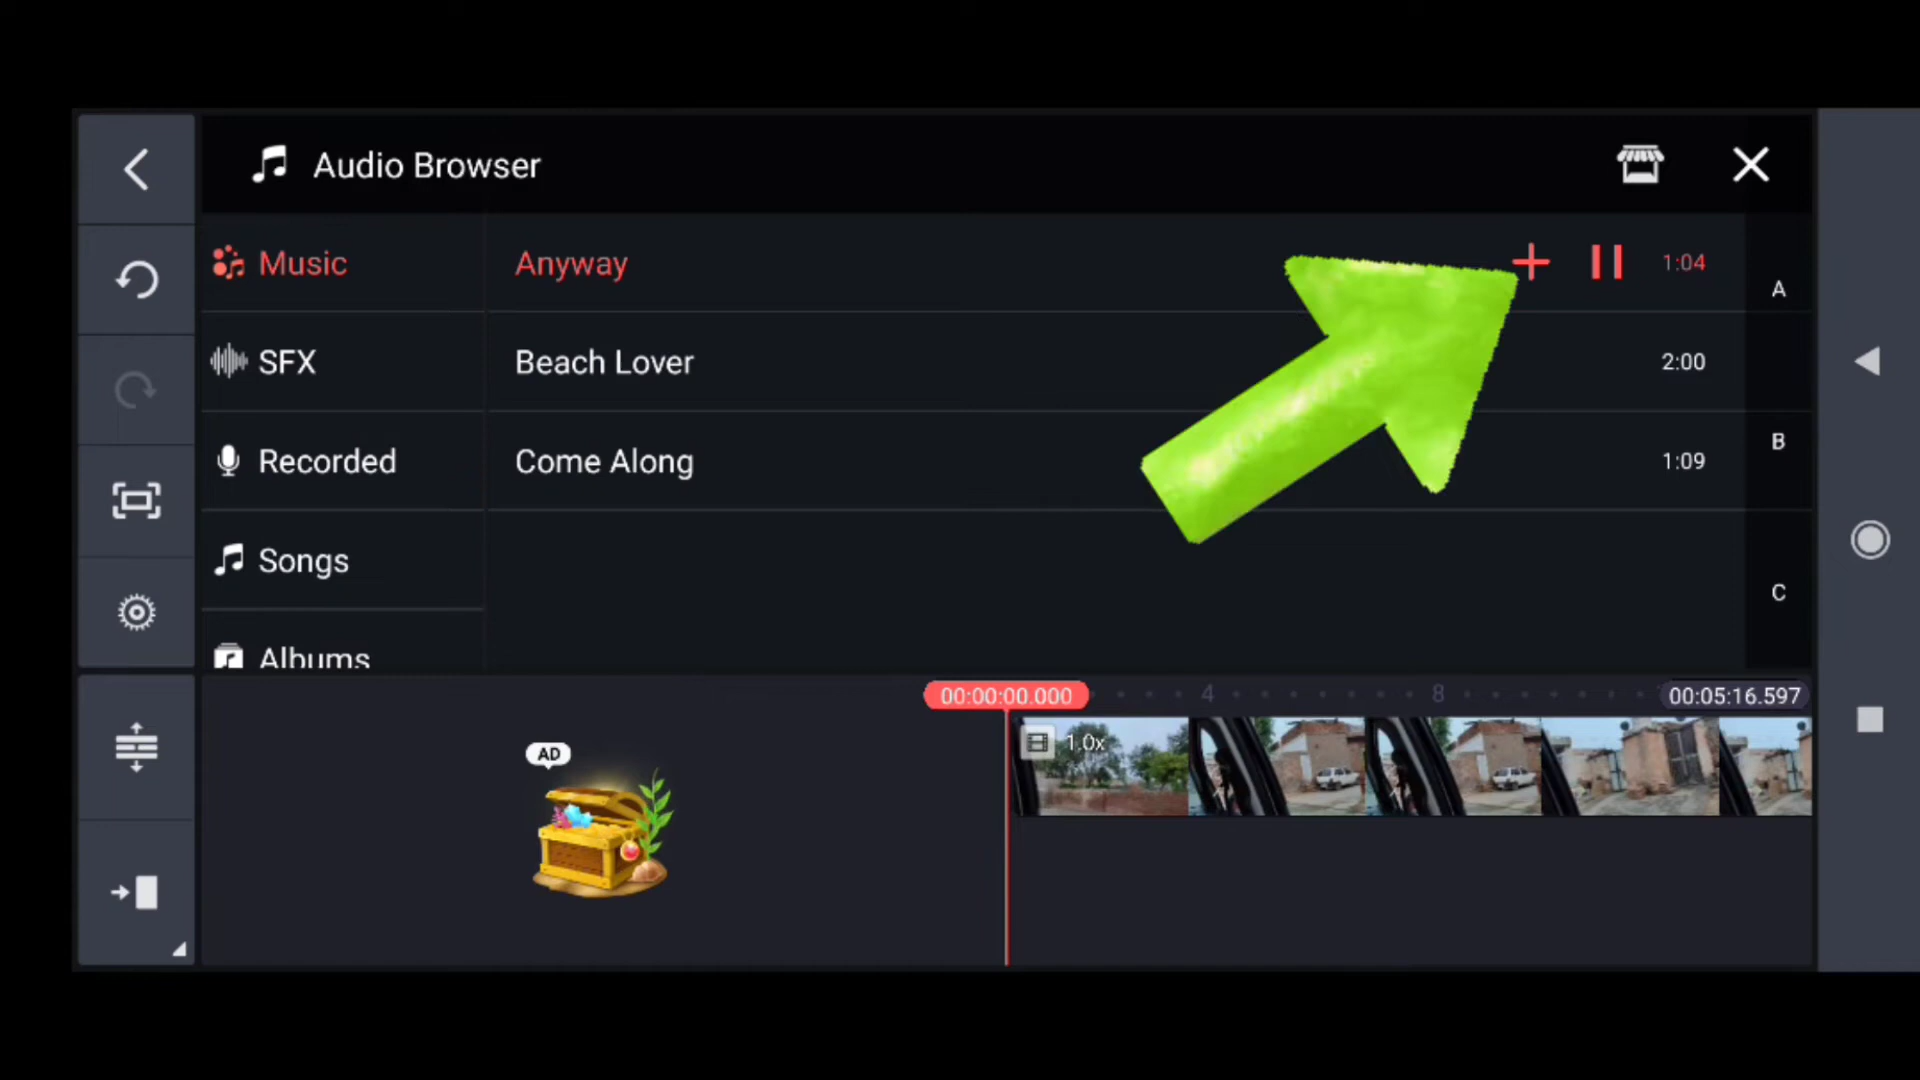 Audio Browser
Music
Anyway
1:04
A
SFX
Beach Lover
2:00
Recorded
Come Along
1:09
B
Songs
C
Albums
00:00:00.000
4
8
00:05:16.597
1.0x
AD